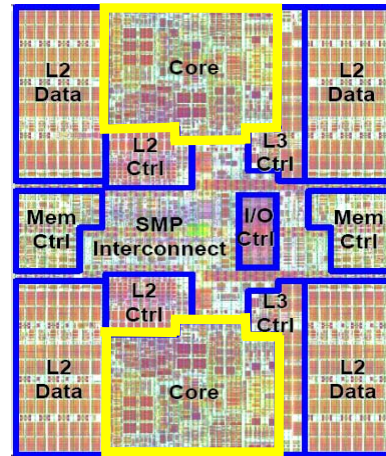 L2
Data
Core
L2
Data
L2
Ctrl
L3
Ctrl
Mem
Ctrl
SMP
Interconnect
I/O
Ctrl
Mem
Ctrl
L2
Ctrl
L3
Ctrl
L2
Data
Core
L2
Data